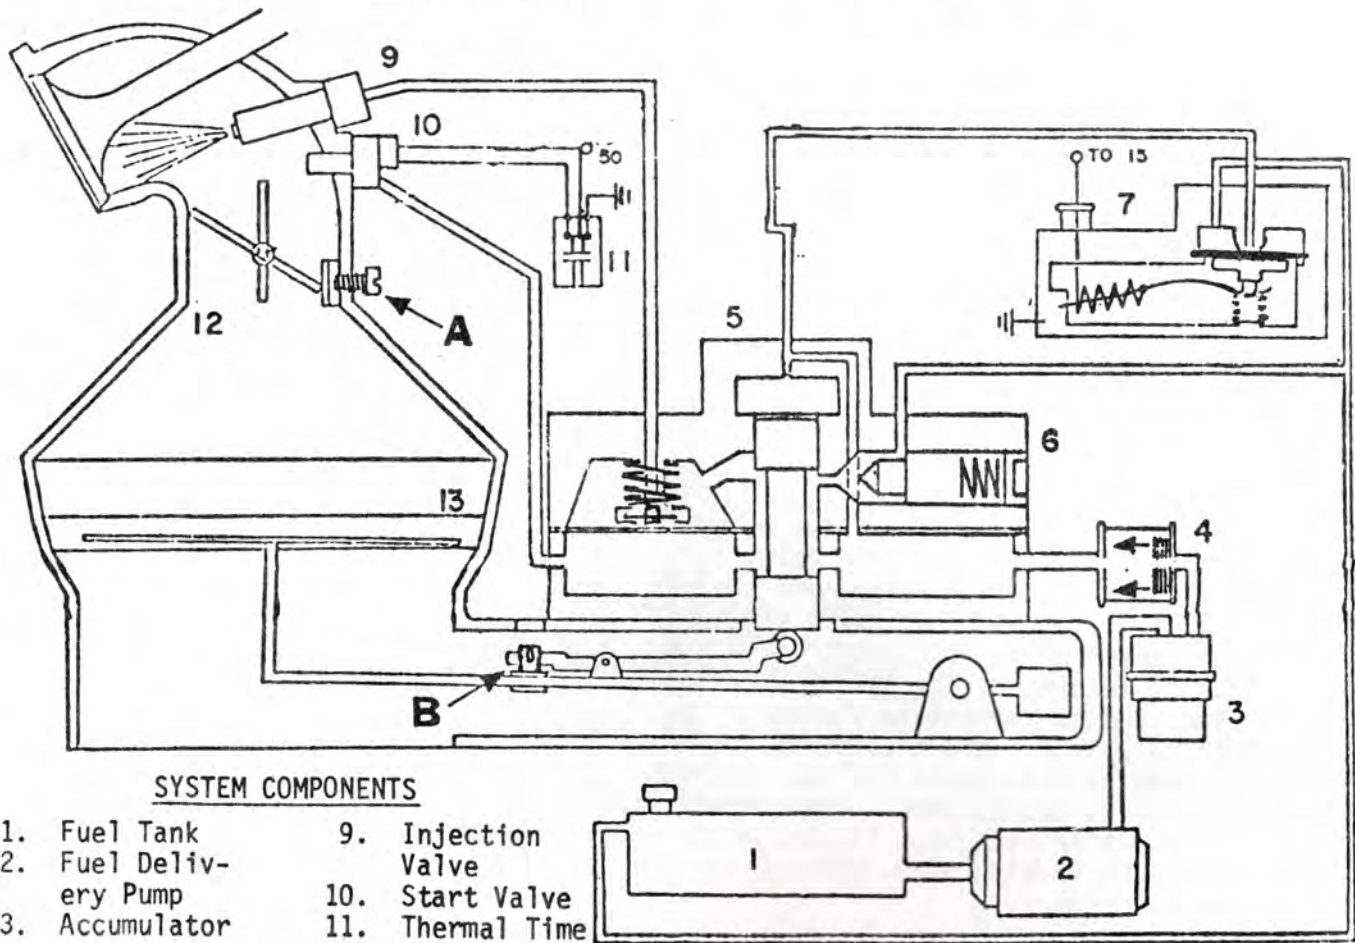 9
10
50
TO 15
7
11
5
12
A
6
13
4
B
3
SYSTEM COMPONENTS
1
2
1. Fuel Tank
9. Injection
2. Fuel Deliv-
Valve
ery Pump
10. Start Valve
3. Accumulator
11. Thermal Time